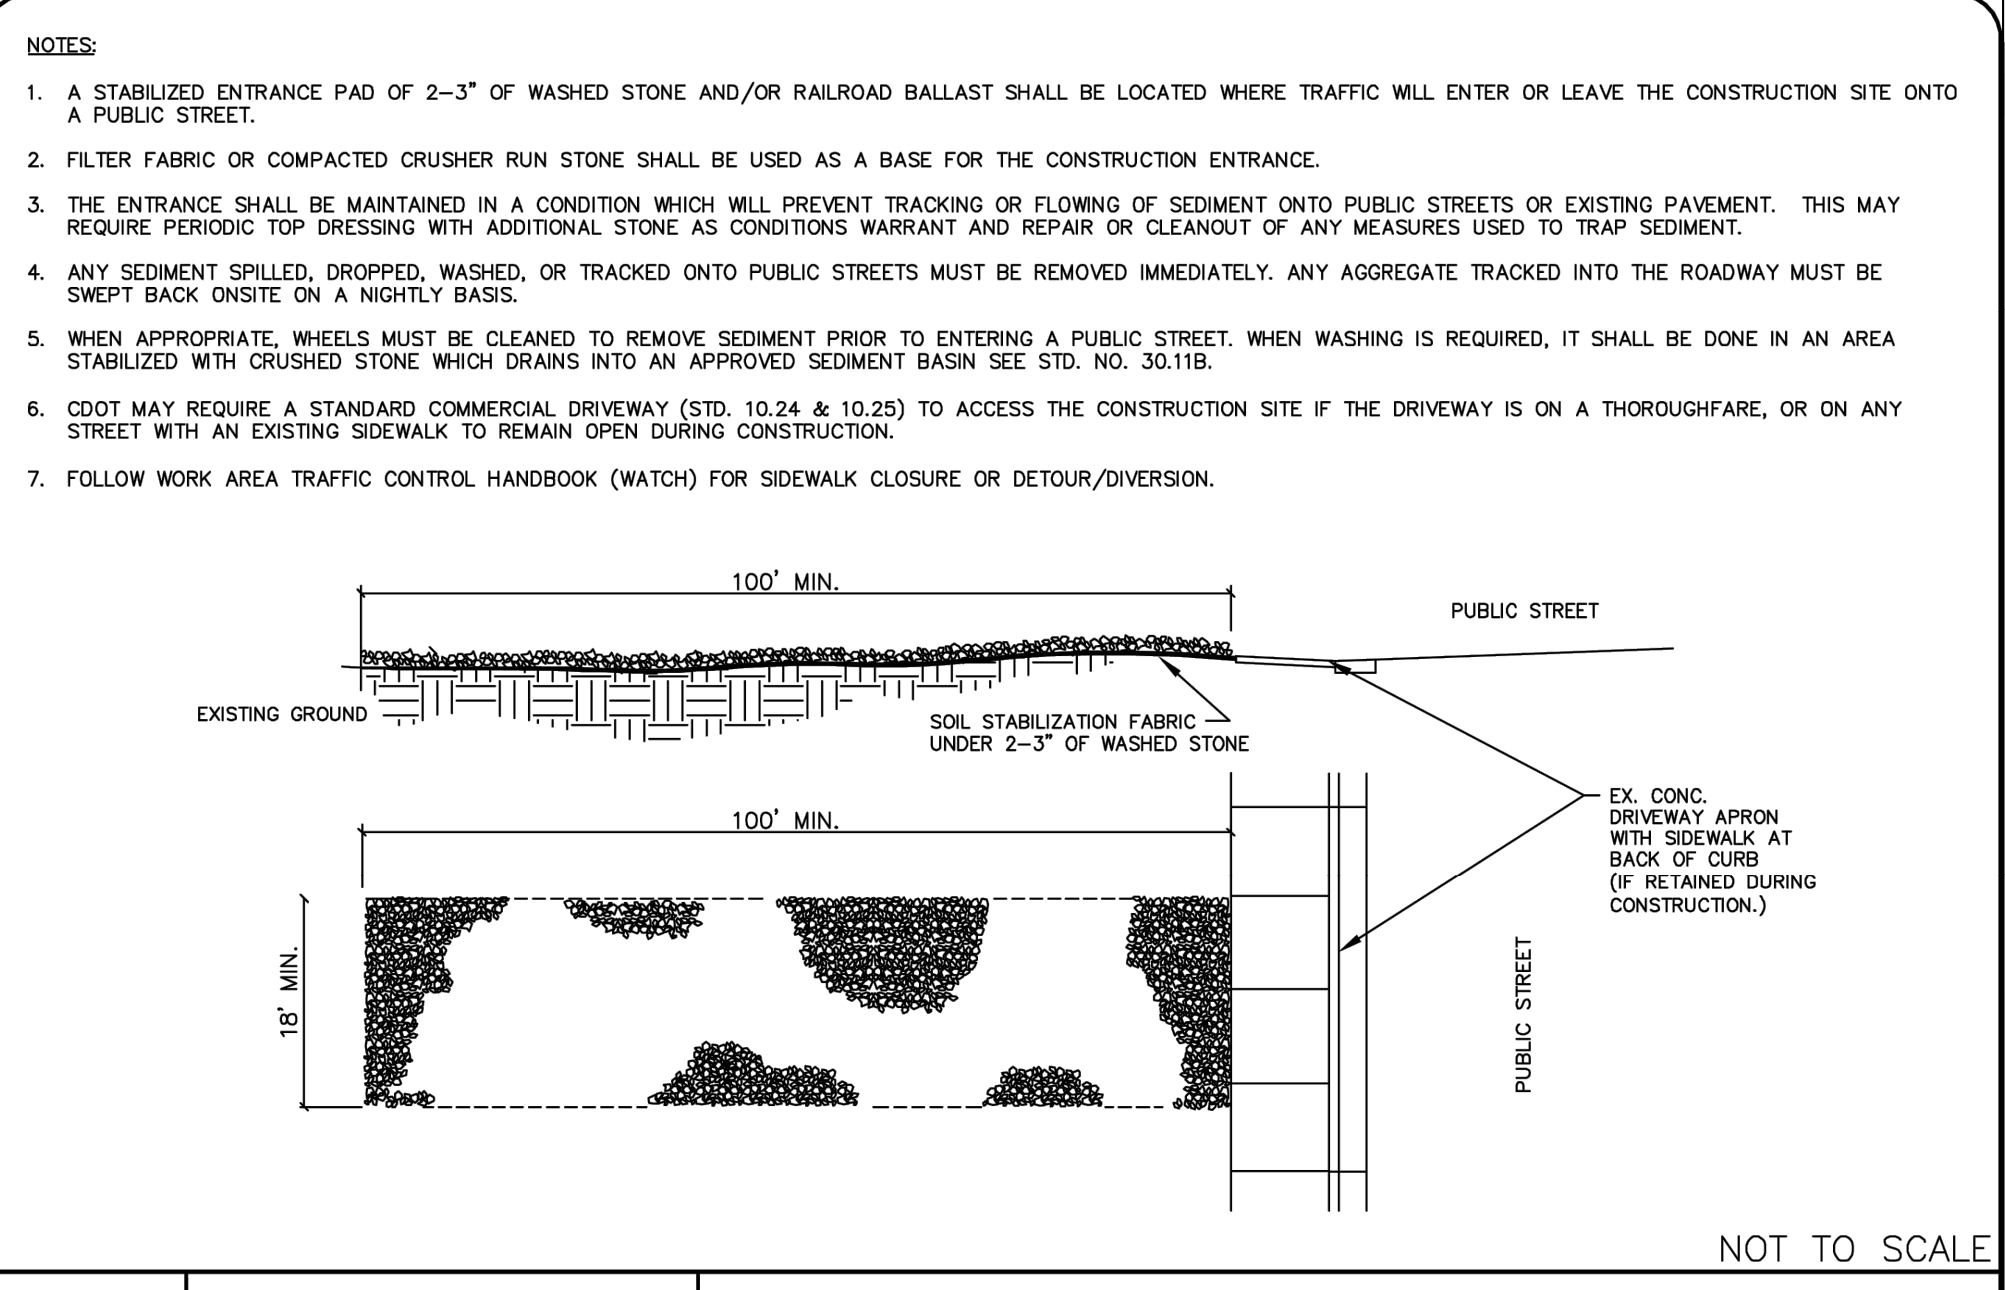 NOTES:
1. A STABILIZED ENTRANCE PAD OF 2-3" OF WASHED STONE AND/OR RAILROAD BALLAST SHALL BE LOCATED WHERE TRAFFIC WILL ENTER OR LEAVE THE CONSTRUCTION SITE ONTO
A PUBLIC STREET.
2. FILTER FABRIC OR COMPACTED CRUSHER RUN STONE SHALL BE USED AS A BASE FOR THE CONSTRUCTION ENTRANCE.
3. THE ENTRANCE SHALL BE MAINTAINED IN A CONDITION WHICH WILL PREVENT TRACKING OR FLOWING OF SEDIMENT ONTO PUBLIC STREETS OR EXISTING PAVEMENT. THIS MAY
REQUIRE PERIODIC TOP DRESSING WITH ADDITIONAL STONE AS CONDITIONS WARRANT AND REPAIR OR CLEANOUT OF ANY MEASURES USED TO TRAP SEDIMENT.
4. ANY SEDIMENT SPILLED, DROPPED, WASHED, OR TRACKED ONTO PUBLIC STREETS MUST BE REMOVED IMMEDIATELY. ANY AGGREGATE TRACKED INTO THE ROADWAY MUST BE
SWEPT BACK ONSITE ON A NIGHTLY BASIS.
5. WHEN APPROPRIATE, WHEELS MUST BE CLEANED TO REMOVE SEDIMENT PRIOR TO ENTERING A PUBLIC STREET. WHEN WASHING IS REQUIRED, IT SHALL BE DONE IN AN AREA
STABILIZED WITH CRUSHED STONE WHICH DRAINS INTO AN APPROVED SEDIMENT BASIN SEE STD. NO. 30.11B.
6. CDOT MAY REQUIRE A STANDARD COMMERCIAL DRIVEWAY (STD. 10.24 & 10.25) TO ACCESS THE CONSTRUCTION SITE IF THE DRIVEWAY IS ON A THOROUGHFARE, OR ON ANY
STREET WITH AN EXISTING SIDEWALK TO REMAIN OPEN DURING CONSTRUCTION.
7. FOLLOW WORK AREA TRAFFIC CONTROL HANDBOOK (WATCH) FOR SIDEWALK CLOSURE OR DETOUR/DIVERSION.
100' MIN.
PUBLIC STREET
EXISTING GROUND
SOIL STABILIZATION FABRIC
UNDER 2-3" OF WASHED STONE
100' MIN.
EX. CONC.
DRIVEWAY APRON
WITH SIDEWALK AT
BACK OF CURB
(IF RETAINED DURING
CONSTRUCTION.)
18' MIN.
PUBLIC STREET
NOT TO SCALE